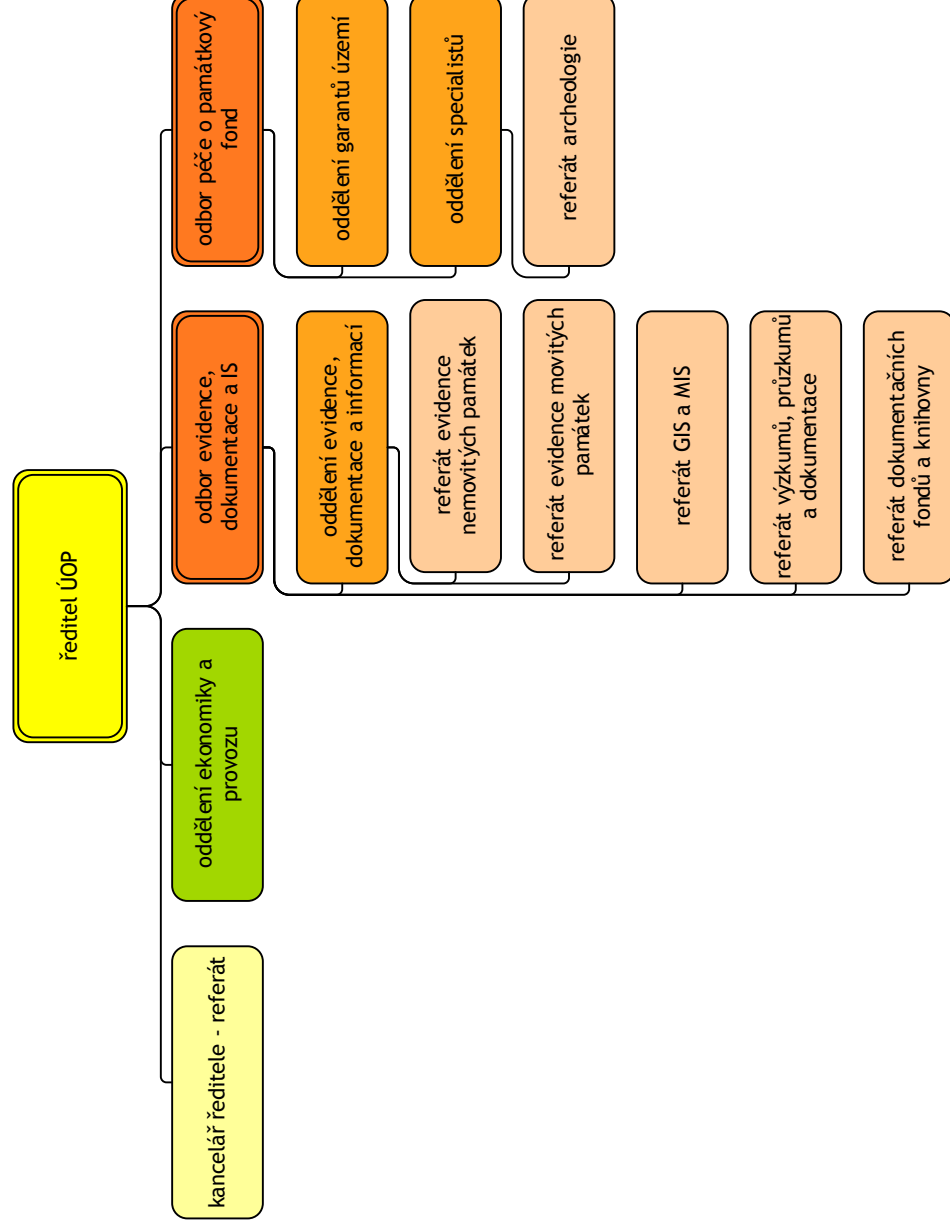 ředitel ÚOP
kancelář ředitele - referát
oddělení ekonomiky a
provozu
odbor evidence,
dokumentace a IS
oddělení evidence,
dokumentace a informací
referát evidence
nemovitých památek
referát evidence movitých
památek
referát GIS a MIS
referát výzkumů, průzkumů
a dokumentace
referát dokumentačních
fondů a knihovny
odbor péče o památkový
fond
oddělení garantů území
oddělení specialistů
referát archeologie